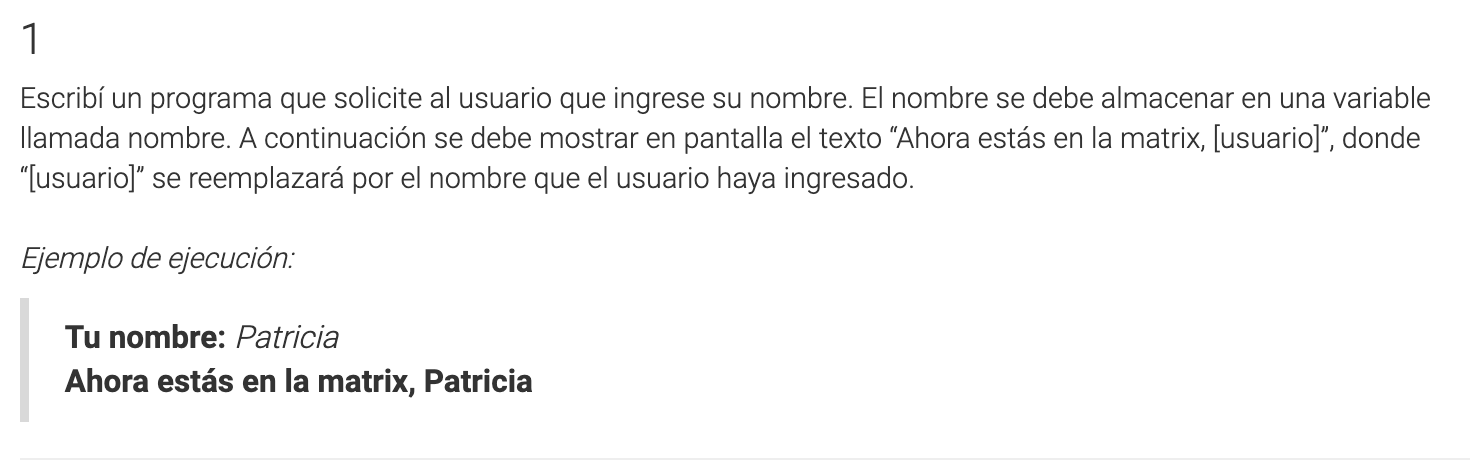 1
Escribí un programa que solicite al usuario que ingrese su nombre. El nombre se debe almacenar en una variable
llamada nombre. A continuación se debe mostrar en pantalla el texto “Ahora estás en la matrix, [usuario]”, donde
“[usuario]” se reemplazará por el nombre que el usuario haya ingresado.
Ejemplo de ejecución:
Tu nombre: Patricia
Ahora estás en la matrix, Patricia